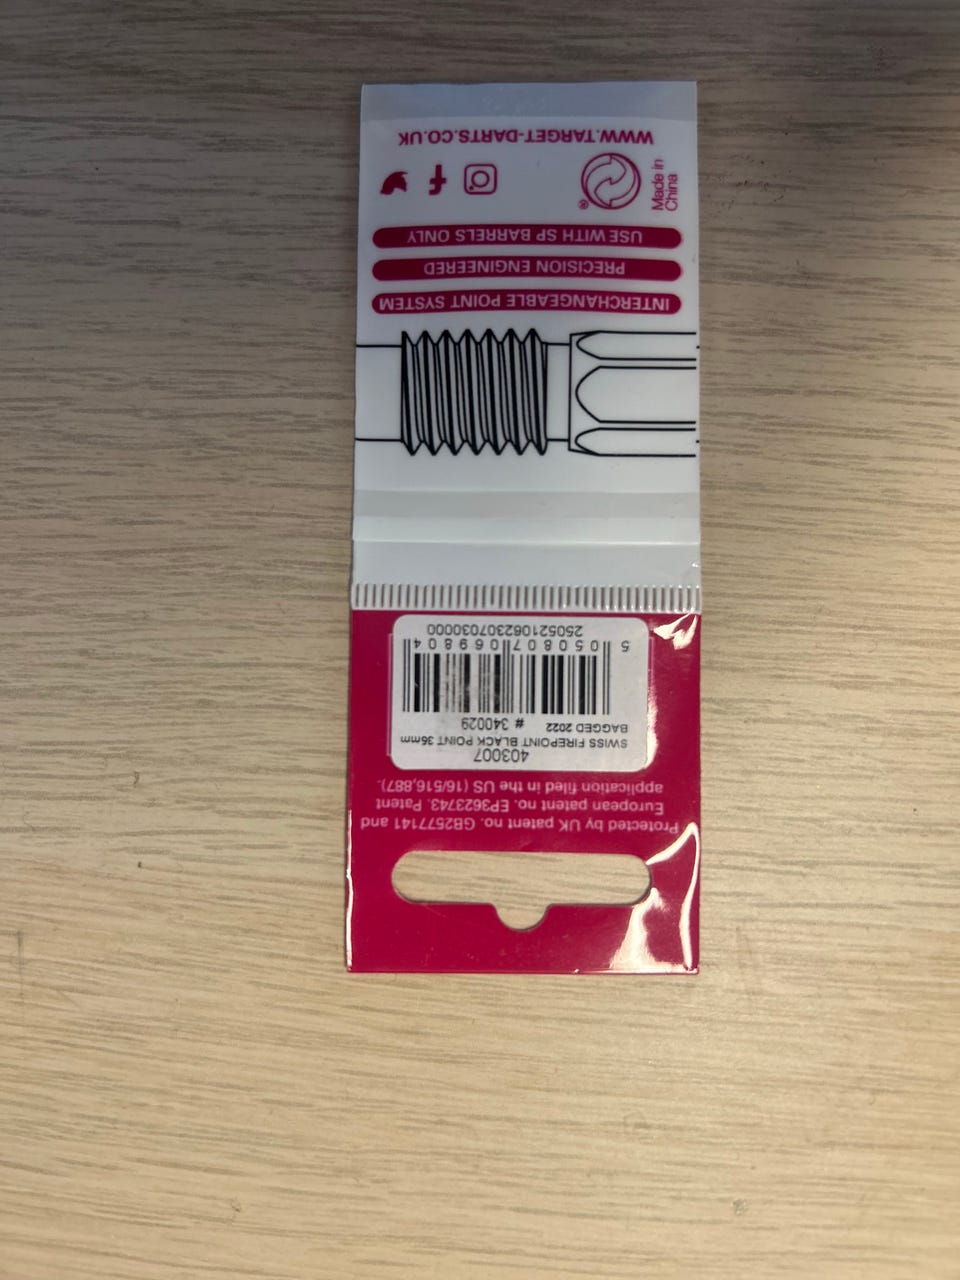 Protected by UK patent no. GB2577141 and
European patent no. EP3623743. Patent
application filed in the US (16/516,887).
403007
SWISS FIREPOINT BLACK POINT 36mm
BAGGED 2022 # 340029
5 050807 069804
250521062307030000
INTERCHANGEABLE POINT SYSTEM
PRECISION ENGINEERED
USE WITH SP BARRELS ONLY
Made in
China
®
WWW.TARGET-DARTS.CO.UK